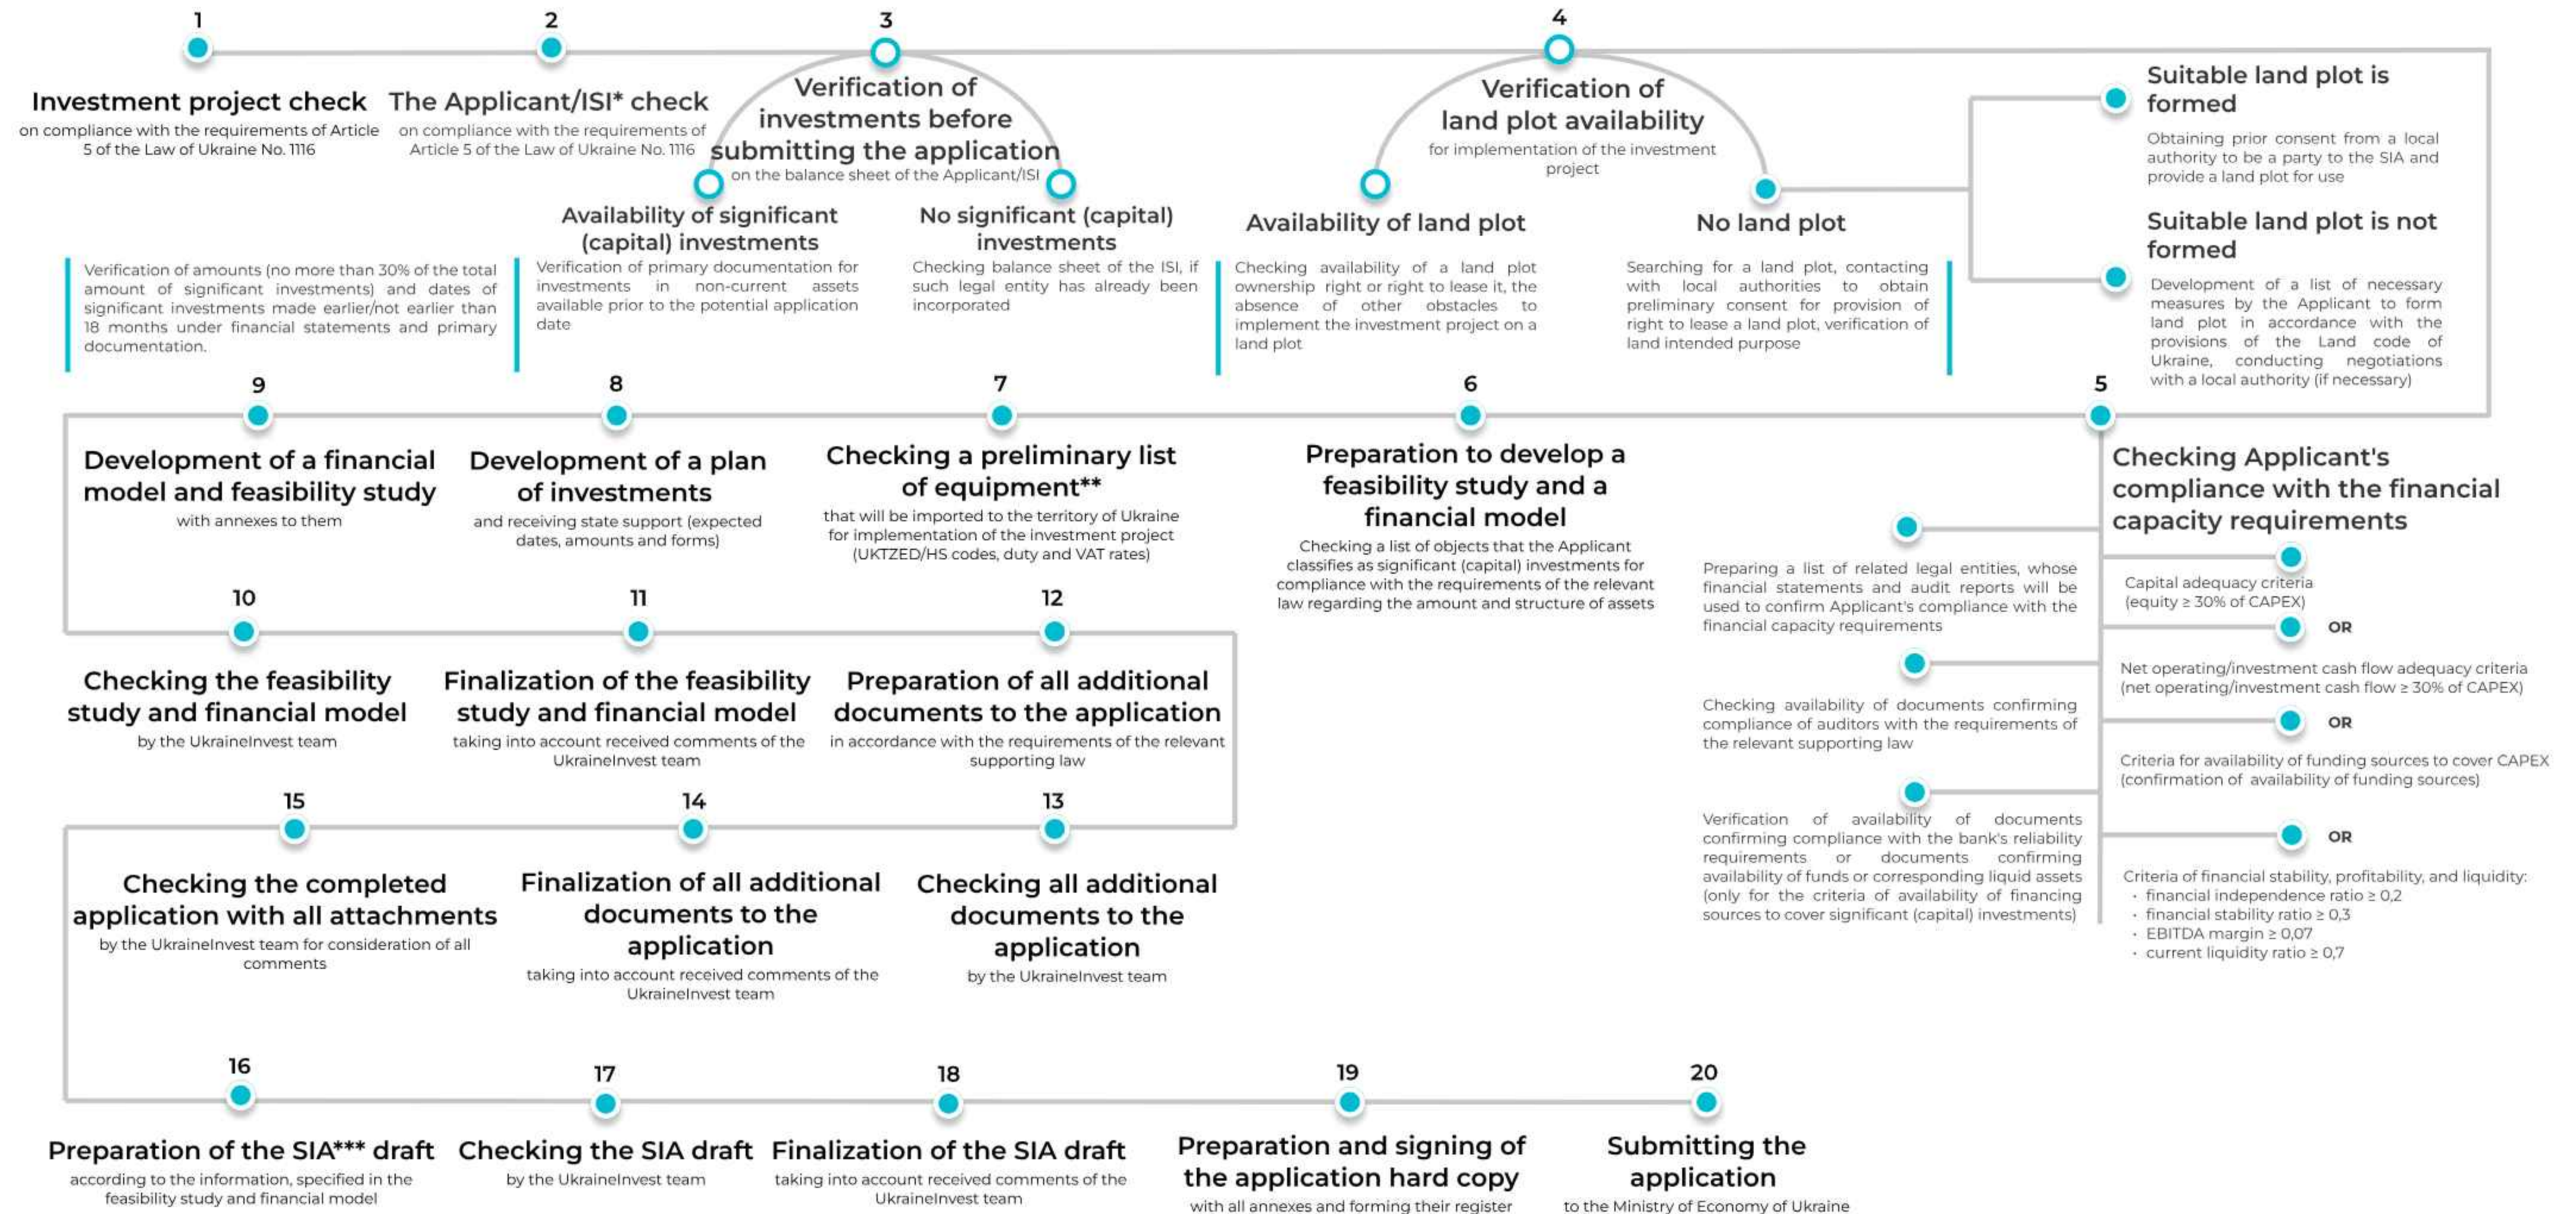 1
Investment project check
on compliance with the requirements of Article
5 of the Law of Ukraine No. 1116
2
The Applicant/ISI* check
on compliance with the requirements of
Article 5 of the Law of Ukraine No. 1116
3
Verification of
investments before
submitting the application
on the balance sheet of the Applicant/ISI
Verification of amounts (no more than 30% of the total
amount of significant investments) and dates of
significant investments made earlier/not earlier than
18 months under financial statements and primary
documentation.
Availability of significant
(capital) investments
Verification of primary documentation for
investments in non-current assets
available prior to the potential application
date
No significant (capital)
investments
Checking balance sheet of the ISI, if
such legal entity has already been
incorporated
4
Verification of
land plot availability
for implementation of the investment
project
Availability of land plot
Checking availability of a land plot
ownership right or right to lease it, the
absence of other obstacles to
implement the investment project on a
land plot
No land plot
Searching for a land plot, contacting
with local authorities to obtain
preliminary consent for provision of
right to lease a land plot, verification of
land intended purpose
Suitable land plot is
formed
Obtaining prior consent from a local
authority to be a party to the SIA and
provide a land plot for use
Suitable land plot is not
formed
Development of a list of necessary
measures by the Applicant to form
land plot in accordance with the
provisions of the Land code of
Ukraine, conducting negotiations
with a local authority (if necessary)
5
Checking Applicant's
compliance with the financial
capacity requirements
Preparing a list of related legal entities, whose
financial statements and audit reports will be
used to confirm Applicant's compliance with the
financial capacity requirements
Checking availability of documents confirming
compliance of auditors with the requirements of
the relevant supporting law
Verification of availability of documents
confirming compliance with the bank's reliability
requirements or documents confirming
availability of funds or corresponding liquid assets
(only for the criteria of availability of financing
sources to cover significant (capital) investments)
Capital adequacy criteria
(equity ≥ 30% of CAPEX)
OR
Net operating/investment cash flow adequacy criteria
(net operating/investment cash flow ≥ 30% of CAPEX)
OR
Criteria for availability of funding sources to cover CAPEX
(confirmation of availability of funding sources)
OR
Criteria of financial stability, profitability, and liquidity:
· financial independence ratio ≥ 0,2
· financial stability ratio ≥ 0,3
· EBITDA margin ≥ 0,07
· current liquidity ratio ≥ 0,7
6
Preparation to develop a
feasibility study and a
financial model
Checking a list of objects that the Applicant
classifies as significant (capital) investments for
compliance with the requirements of the relevant
law regarding the amount and structure of assets
7
Checking a preliminary list
of equipment**
that will be imported to the territory of Ukraine
for implementation of the investment project
(UKTZED/HS codes, duty and VAT rates)
8
Development of a plan
of investments
and receiving state support (expected
dates, amounts and forms)
9
Development of a financial
model and feasibility study
with annexes to them
10
Checking the feasibility
study and financial model
by the UkraineInvest team
11
Finalization of the feasibility
study and financial model
taking into account received comments of the
UkraineInvest team
12
Preparation of all additional
documents to the application
in accordance with the requirements of the relevant
supporting law
13
Checking all additional
documents to the
application
by the UkraineInvest team
14
Finalization of all additional
documents to the
application
taking into account received comments of the
UkraineInvest team
15
Checking the completed
application with all attachments
by the UkraineInvest team for consideration of all
comments
16
Preparation of the SIA*** draft
according to the information, specified in the
feasibility study and financial model
17
Checking the SIA draft
by the UkraineInvest team
18
Finalization of the SIA draft
taking into account received comments of the
UkraineInvest team
19
Preparation and signing of
the application hard copy
with all annexes and forming their register
20
Submitting the
application
to the Ministry of Economy of Ukraine